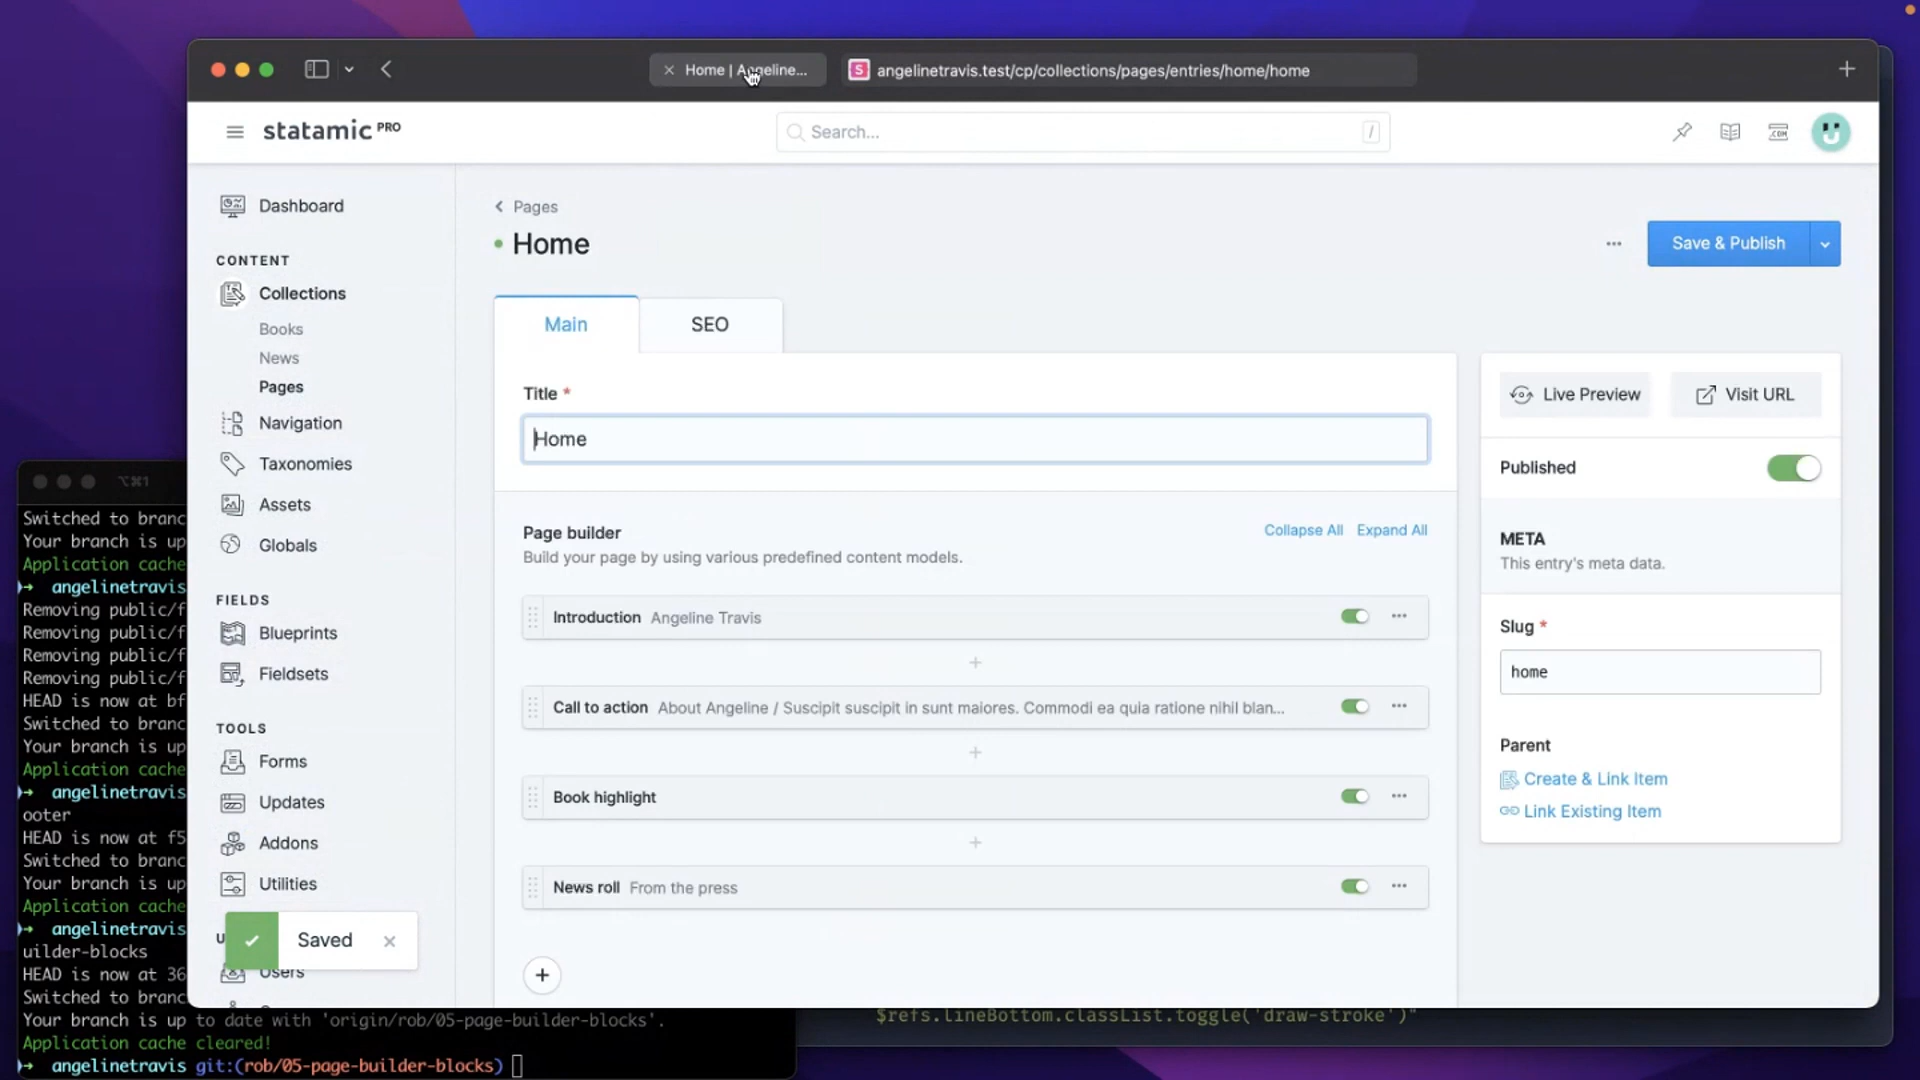 Home | Angeline...
angelinetravis.test/cp/collections/pages/entries/home/home
statamic PRO
Search...
/
.COM
Dashboard
CONTENT
Collections
Books
News
Pages
Navigation
Taxonomies
Assets
Globals
FIELDS
Blueprints
Fieldsets
TOOLS
Forms
Updates
Addons
Utilities
U
Users
Saved
Pages
Home
Save & Publish
Main
SEO
Title *
Home
Page builder
Build your page by using various predefined content models.
Collapse All
Expand All
Introduction Angeline Travis
Call to action About Angeline / Suscipit suscipit in sunt maiores. Commodi ea quia ratione nihil blan...
Book highlight
News roll From the press
Live Preview
Visit URL
Published
META
This entry's meta data.
Slug *
home
Parent
Create & Link Item
Link Existing Item
⌥⌘1
Switched to branc
Your branch is up
Application cache
→ angelinetravis
Removing public/f
Removing public/f
Removing public/f
Removing public/f
HEAD is now at bf
Switched to branc
Your branch is up
Application cache
→ angelinetravis
ooter
HEAD is now at f5
Switched to branc
Your branch is up
Application cache
→ angelinetravis
uilder-blocks
HEAD is now at 36
Switched to branc
Your branch is up to date with 'origin/rob/05-page-builder-blocks'.
Application cache cleared!
→ angelinetravis git:(rob/05-page-builder-blocks)
$refs.lineBottom.classList.toggle('draw-stroke')"